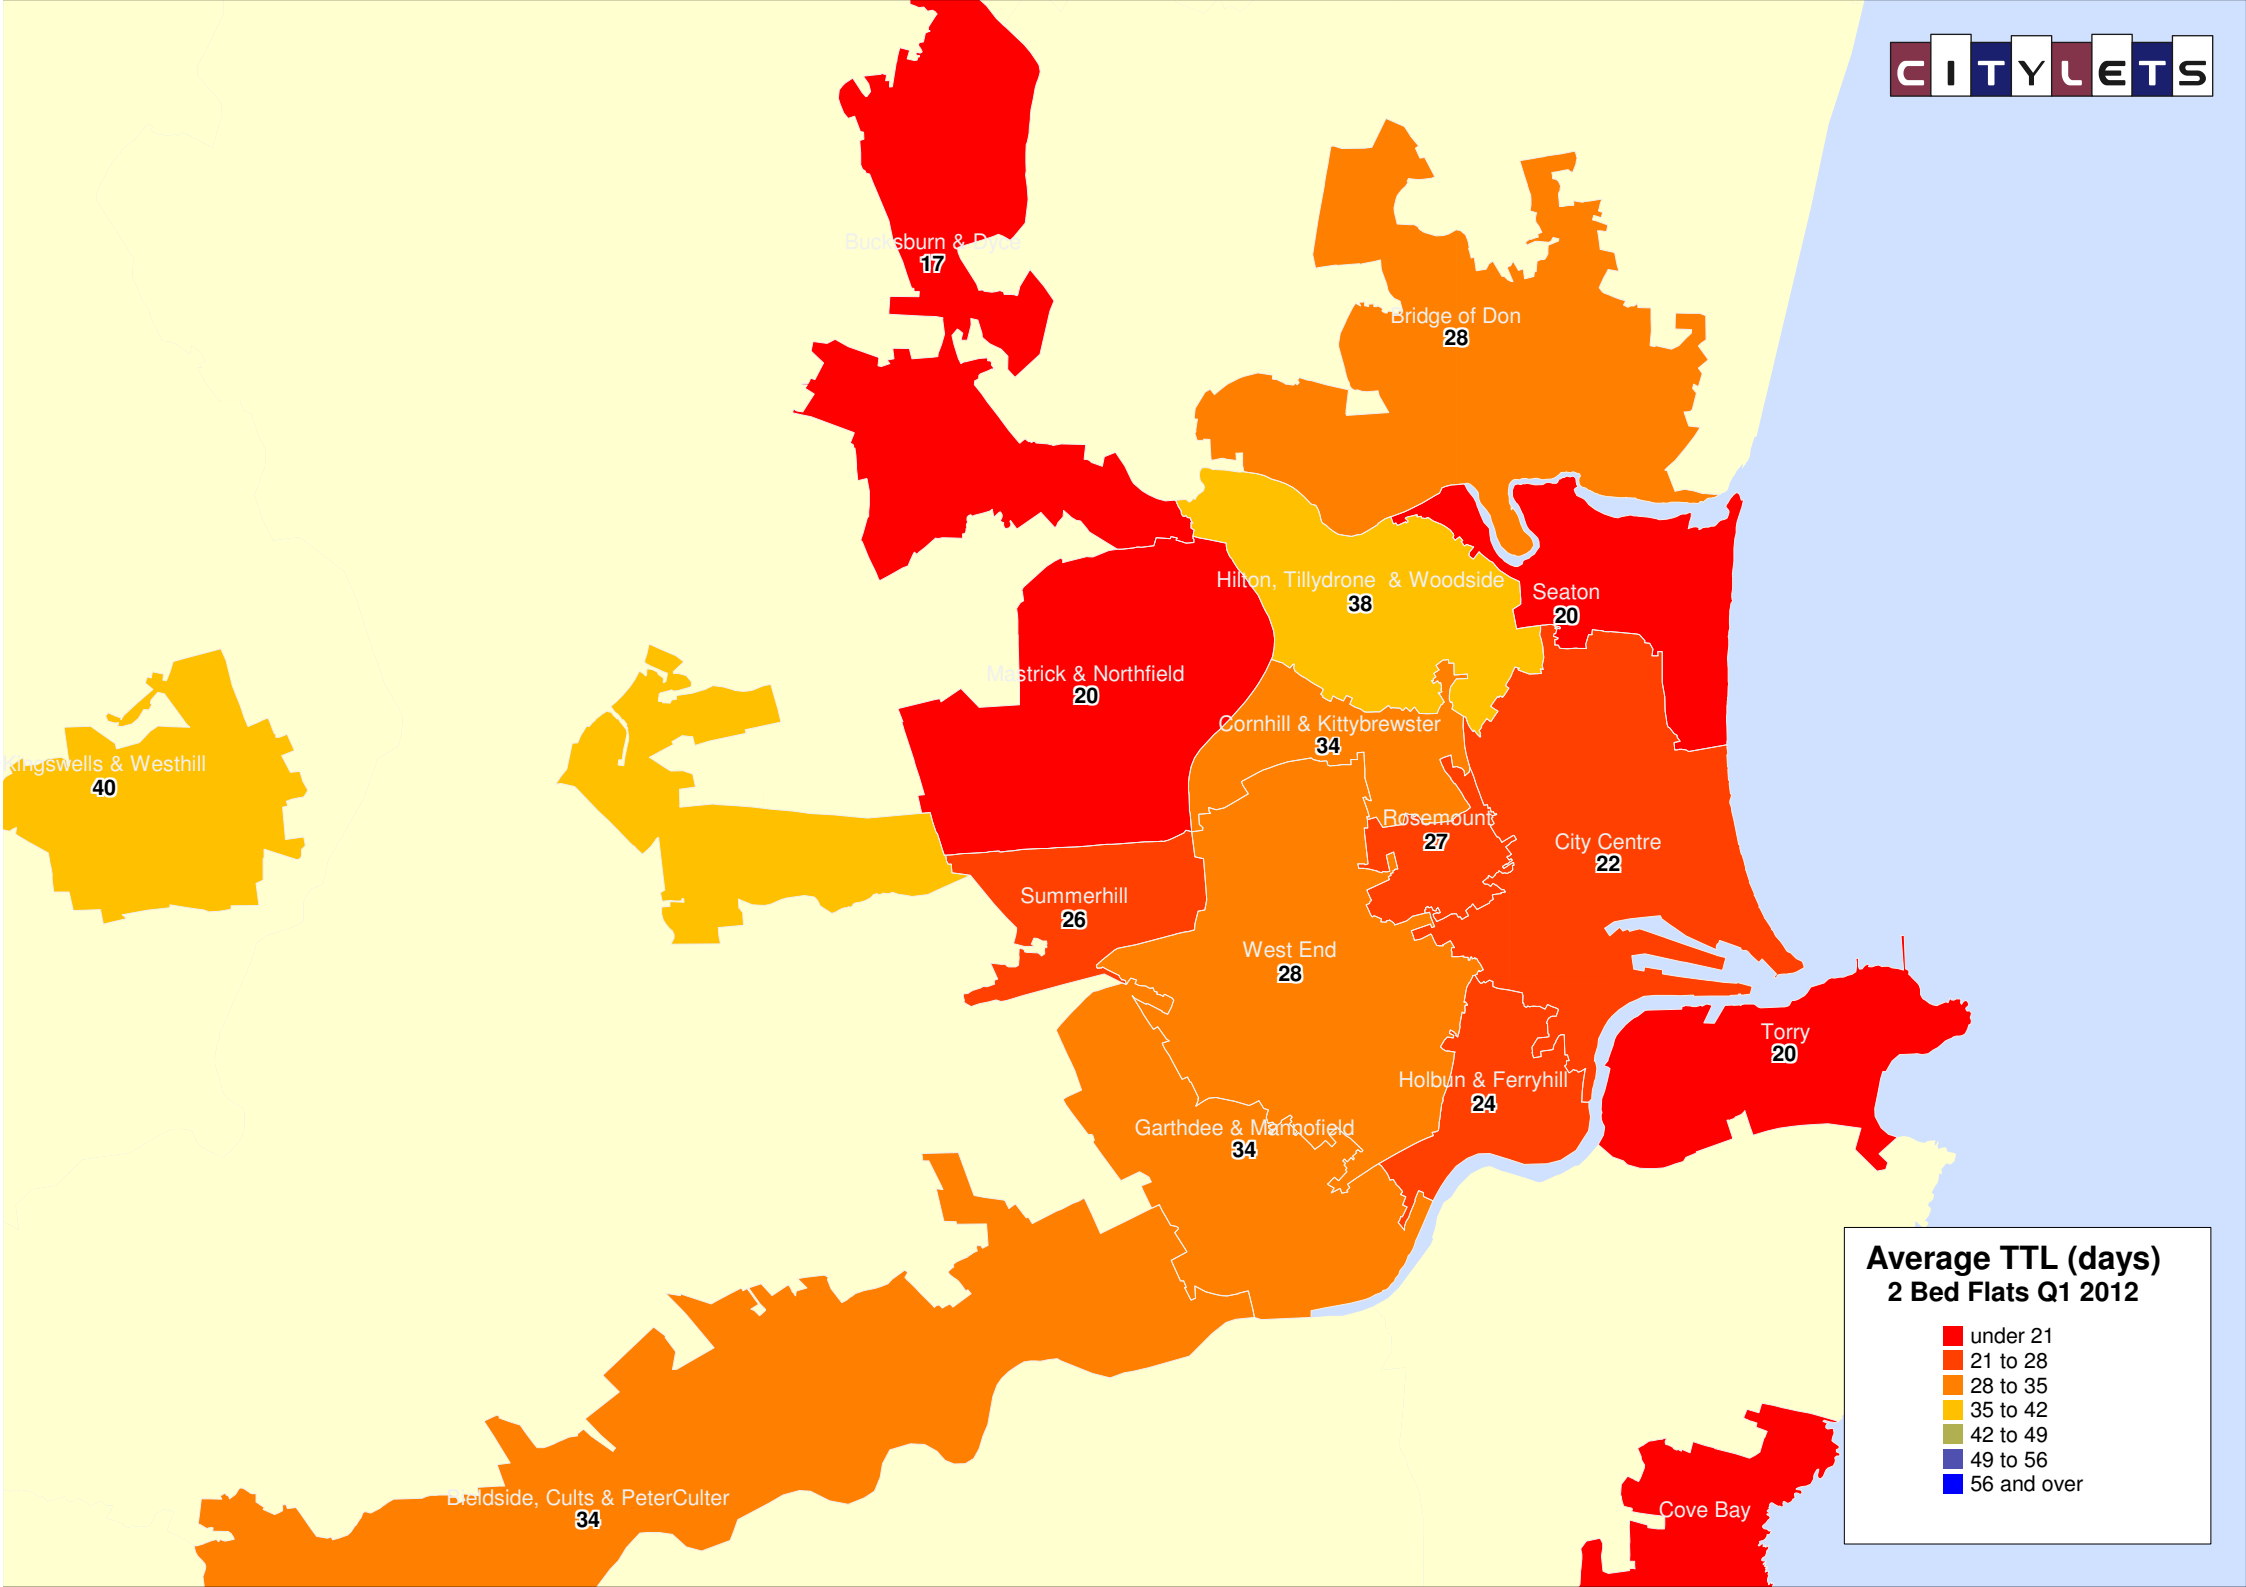 CITYLETS
Bucksburn & Dyce
17
Bridge of Don
28
Hilton, Tillydrone & Woodside
38
Seaton
20
Mastrick & Northfield
20
Cornhill & Kittybrewster
34
Kingswells & Westhill
40
Rosemount
27
City Centre
22
Summerhill
26
West End
28
Torry
20
Holbun & Ferryhill
24
Garthdee & Mannofield
34
Bieldside, Cults & PeterCulter
34
Cove Bay
Average TTL (days)
2 Bed Flats Q1 2012
under 21
21 to 28
28 to 35
35 to 42
42 to 49
49 to 56
56 and over